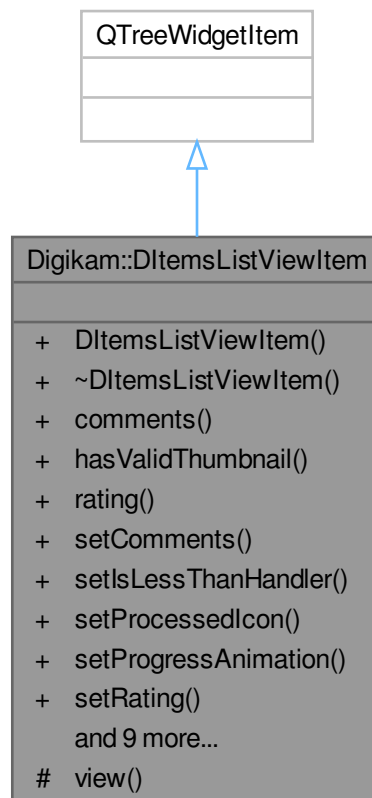 QTreeWidgetItem
Digikam::DItemsListViewItem
+ DItemsListViewItem()
+ ~DItemsListViewItem()
+ comments()
+ hasValidThumbnail()
+ rating()
+ setComments()
+ setIsLessThanHandler()
+ setProcessedIcon()
+ setProgressAnimation()
+ setRating()
and 9 more...
# view()